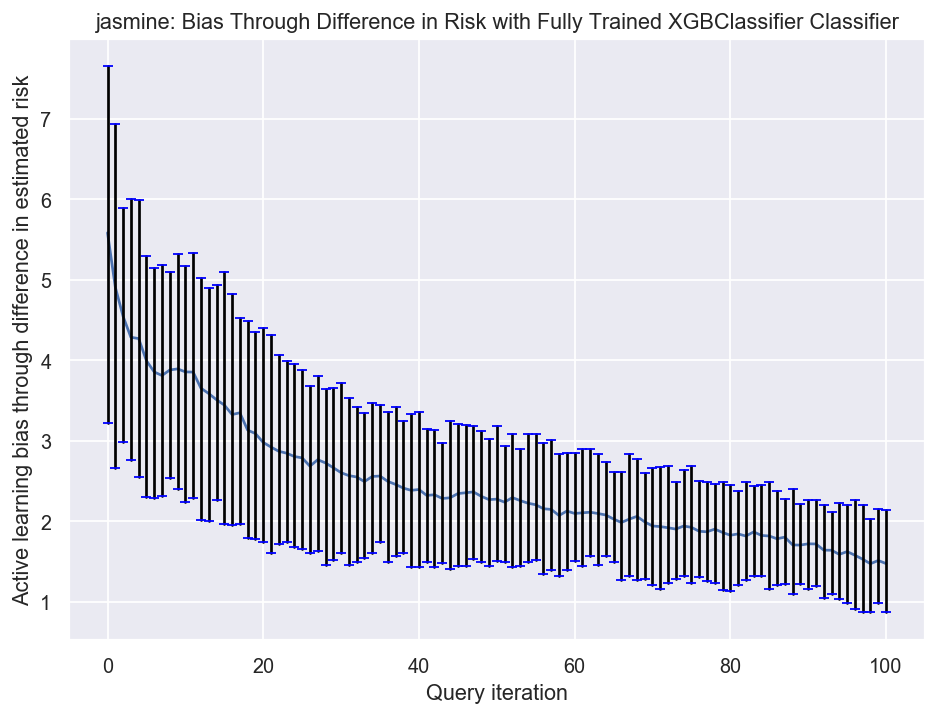 jasmine: Bias Through Difference in Risk with Fully Trained XGBClassifier Classifier
Active learning bias through difference in estimated risk
7
6
5
4
3
2
1
0 20 40 60 80 100
Query iteration